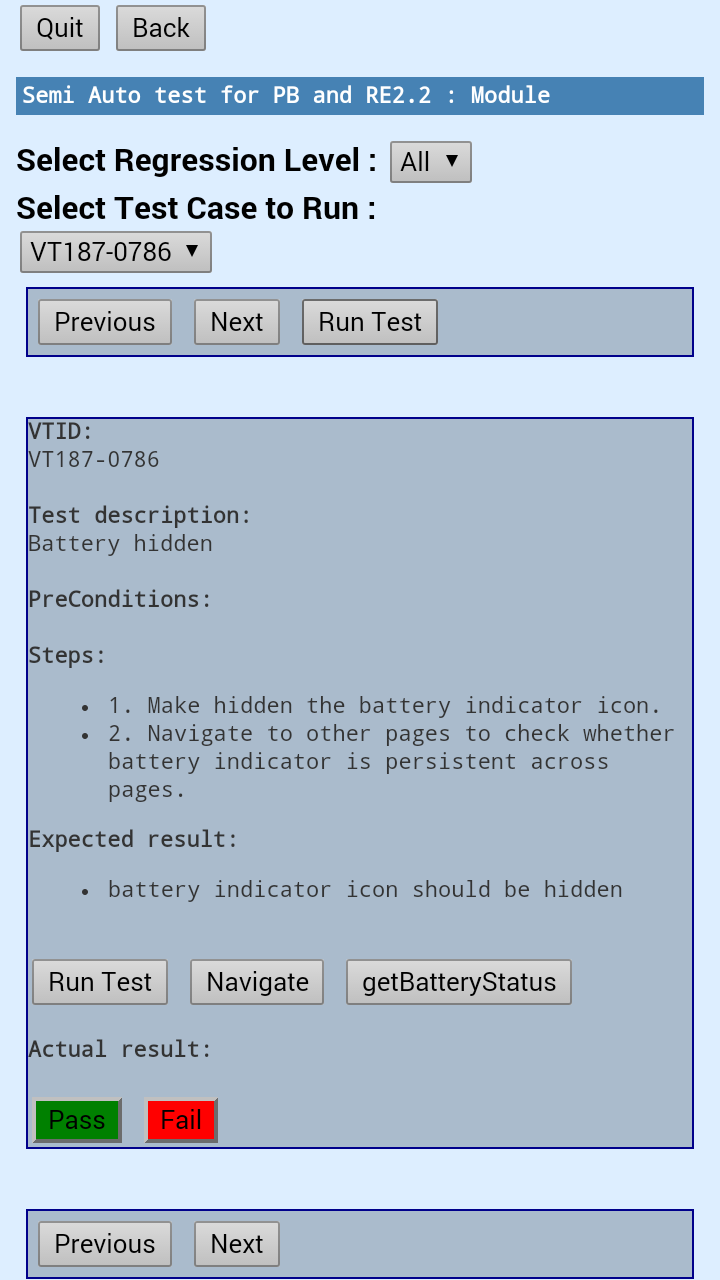 Quit Back
Semi Auto test for PB and RE2.2 : Module
Select Regression Level : All
Select Test Case to Run :
VT187-0786
Previous Next Run Test
VTID:
VT187-0786
Test description:
Battery hidden
PreConditions:
Steps:
• 1. Make hidden the battery indicator icon.
• 2. Navigate to other pages to check whether
battery indicator is persistent across
pages.
Expected result:
• battery indicator icon should be hidden
Run Test Navigate getBatteryStatus
Actual result:
Pass Fail
Previous Next